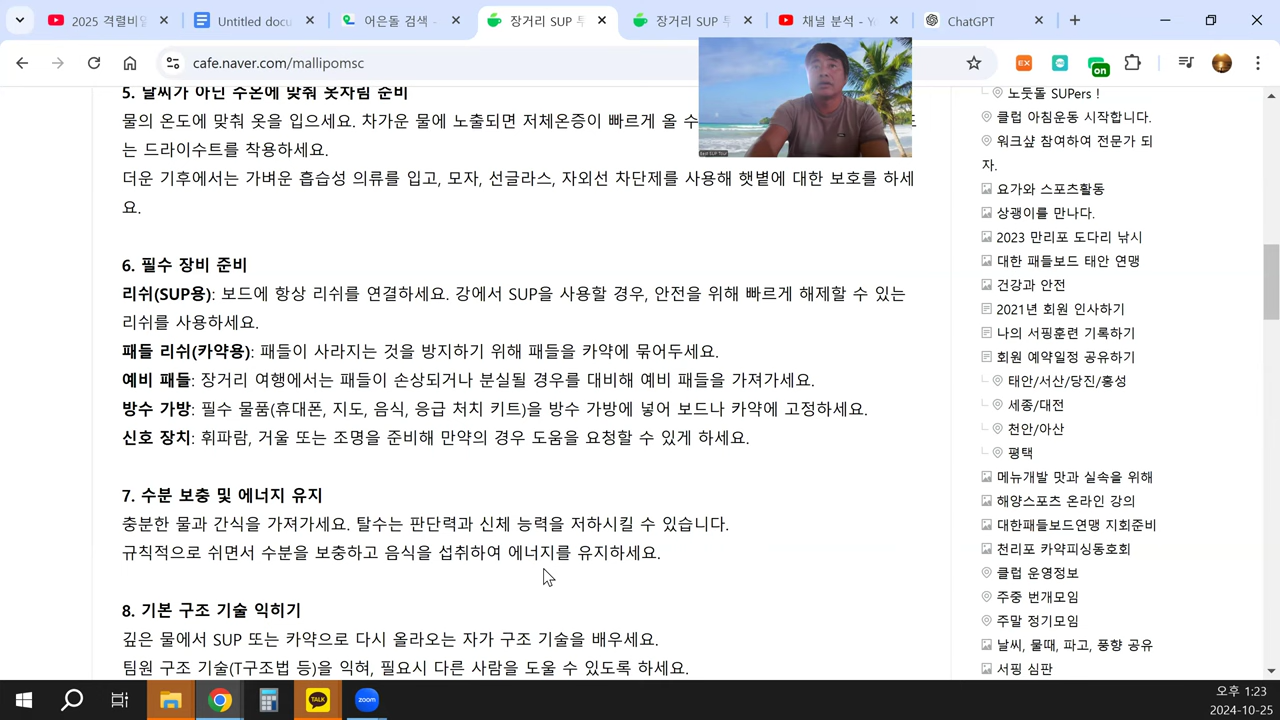 2025 격렬비열
Untitled docu
어은돌 검색 -
장거리 SUP 투
장거리 SUP 투
채널 분석 - Y
ChatGPT
cafe.naver.com/mallipomsc
EX
on
5. 날씨가 아닌 수온에 맞춰 옷차림 준비
물의 온도에 맞춰 옷을 입으세요. 차가운 물에 노출되면 저체온증이 빠르게 올 수
는 드라이수트를 착용하세요.
더운 기후에서는 가벼운 흡습성 의류를 입고, 모자, 선글라스, 자외선 차단제를 사용해 햇볕에 대한 보호를 하세
요.
6. 필수 장비 준비
리쉬(SUP용): 보드에 항상 리쉬를 연결하세요. 강에서 SUP을 사용할 경우, 안전을 위해 빠르게 해제할 수 있는
리쉬를 사용하세요.
패들 리쉬(카약용): 패들이 사라지는 것을 방지하기 위해 패들을 카약에 묶어두세요.
예비 패들: 장거리 여행에서는 패들이 손상되거나 분실될 경우를 대비해 예비 패들을 가져가세요.
방수 가방: 필수 물품(휴대폰, 지도, 음식, 응급 처치 키트)을 방수 가방에 넣어 보드나 카약에 고정하세요.
신호 장치: 휘파람, 거울 또는 조명을 준비해 만약의 경우 도움을 요청할 수 있게 하세요.
7. 수분 보충 및 에너지 유지
충분한 물과 간식을 가져가세요. 탈수는 판단력과 신체 능력을 저하시킬 수 있습니다.
규칙적으로 쉬면서 수분을 보충하고 음식을 섭취하여 에너지를 유지하세요.
8. 기본 구조 기술 익히기
깊은 물에서 SUP 또는 카약으로 다시 올라오는 자가 구조 기술을 배우세요.
팀원 구조 기술(T구조법 등)을 익혀, 필요시 다른 사람을 도울 수 있도록 하세요.
노둣돌 SUPers !
클럽 아침운동 시작합니다.
워크샾 참여하여 전문가 되
자.
요가와 스포츠활동
상괭이를 만나다.
2023 만리포 도다리 낚시
대한 패들보드 태안 연맹
건강과 안전
2021년 회원 인사하기
나의 서핑훈련 기록하기
회원 예약일정 공유하기
태안/서산/당진/홍성
세종/대전
천안/아산
평택
메뉴개발 맛과 실속을 위해
해양스포츠 온라인 강의
대한패들보드연맹 지회준비
천리포 카약피싱동호회
클럽 운영정보
주중 번개모임
주말 정기모임
날씨, 물때, 파고, 풍향 공유
서핑 심판
TALK
zoom
오후 1:23
2024-10-25